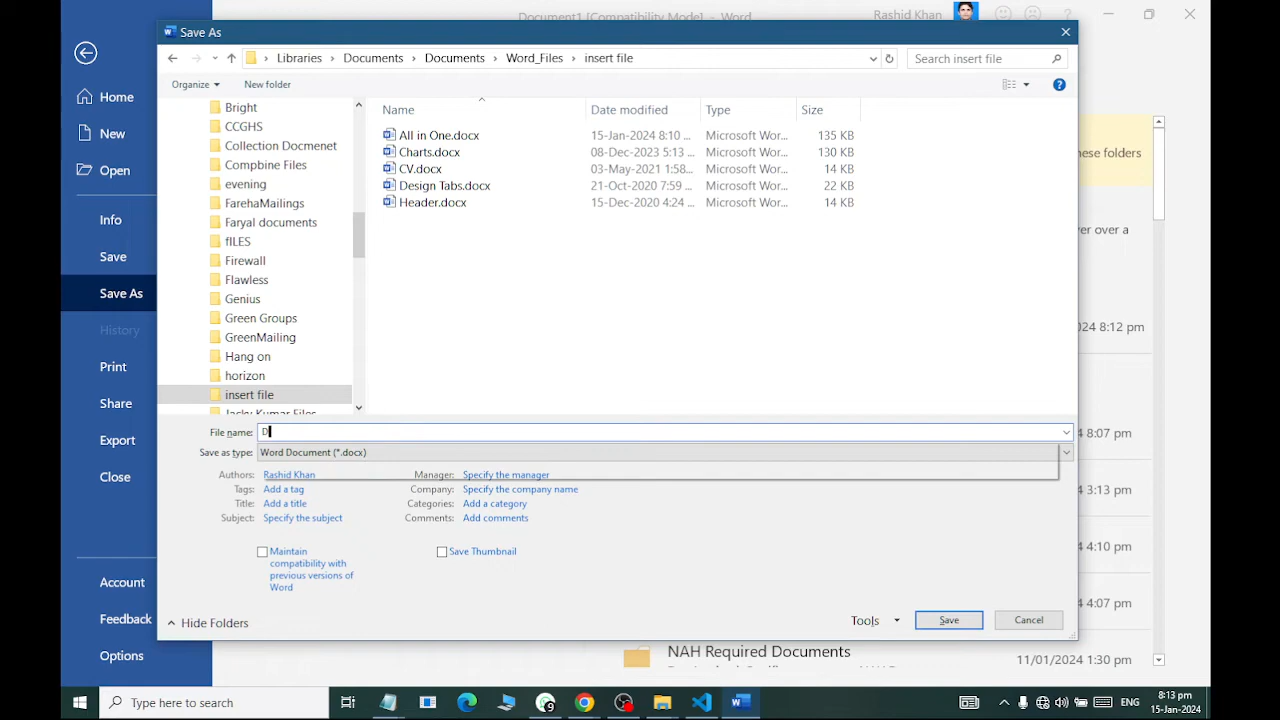 Document1 [Compatibility Mode] - Word
Rashid Khan
Save As
Libraries > Documents > Documents > Word_Files > insert file
Search insert file
Organize
New folder
Name
Date modified
Type
Size
All in One.docx 15-Jan-2024 8:10 ... Microsoft Wor... 135 KB
Charts.docx 08-Dec-2023 5:13 ... Microsoft Wor... 130 KB
CV.docx 03-May-2021 1:58... Microsoft Wor... 14 KB
Design Tabs.docx 21-Oct-2020 7:59 ... Microsoft Wor... 22 KB
Header.docx 15-Dec-2020 4:24 ... Microsoft Wor... 14 KB
Bright
CCGHS
Collection Documenet
Compbine Files
evening
FarehaMailings
Faryal documents
fILES
Firewall
Flawless
Genius
Green Groups
GreenMailing
Hang on
horizon
insert file
Jacky Kumar Files
Home
New
Open
Info
Save
Save As
History
Print
Share
Export
Close
Account
Feedback
Options
hese folders
er over a
024 8:12 pm
4 8:07 pm
4 3:13 pm
4 4:10 pm
4 4:07 pm
File name: D
Save as type: Word Document (*.docx)
Authors: Rashid Khan
Manager: Specify the manager
Tags: Add a tag
Company: Specify the company name
Title: Add a title
Categories: Add a category
Subject: Specify the subject
Comments: Add comments
Maintain
compatibility with
previous versions of
Word
Save Thumbnail
Hide Folders
Tools
Save
Cancel
NAH Required Documents
11/01/2024 1:30 pm
Type here to search
9
ENG
8:13 pm
15-Jan-2024